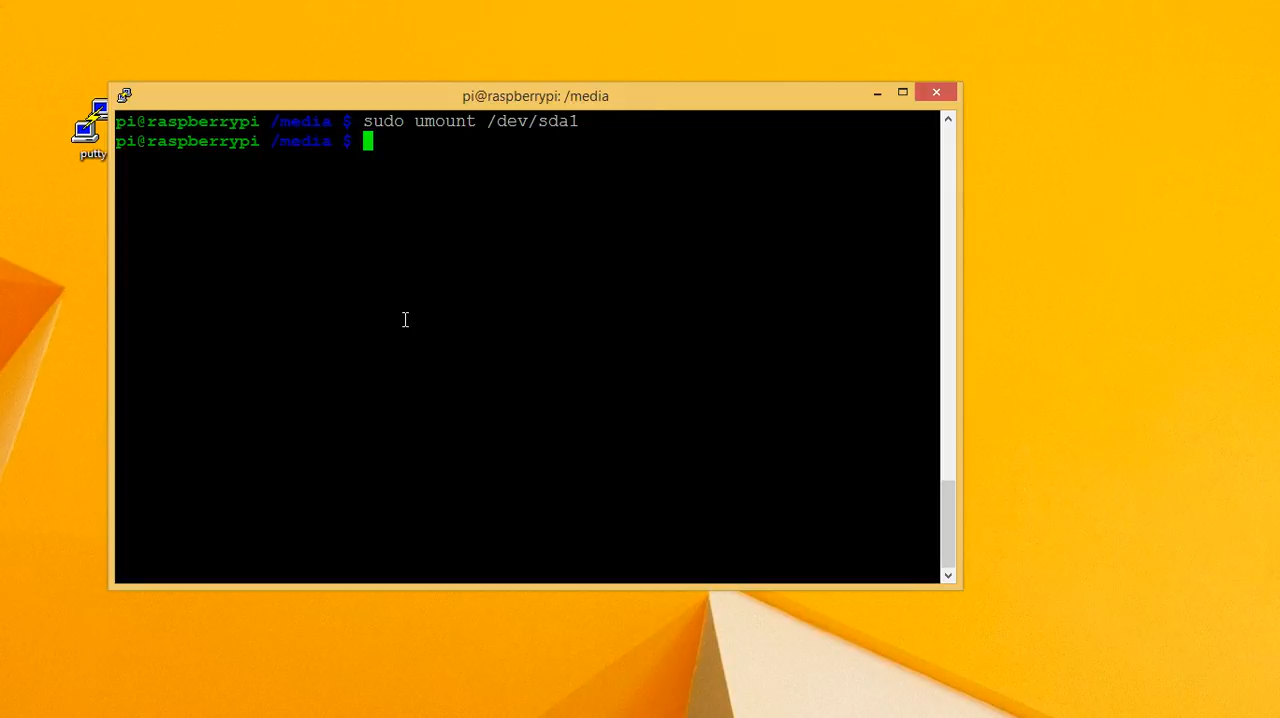 pi@raspberrypi: /media
pi@raspberrypi /media $ sudo umount /dev/sda1
pi@raspberrypi /media $
putty